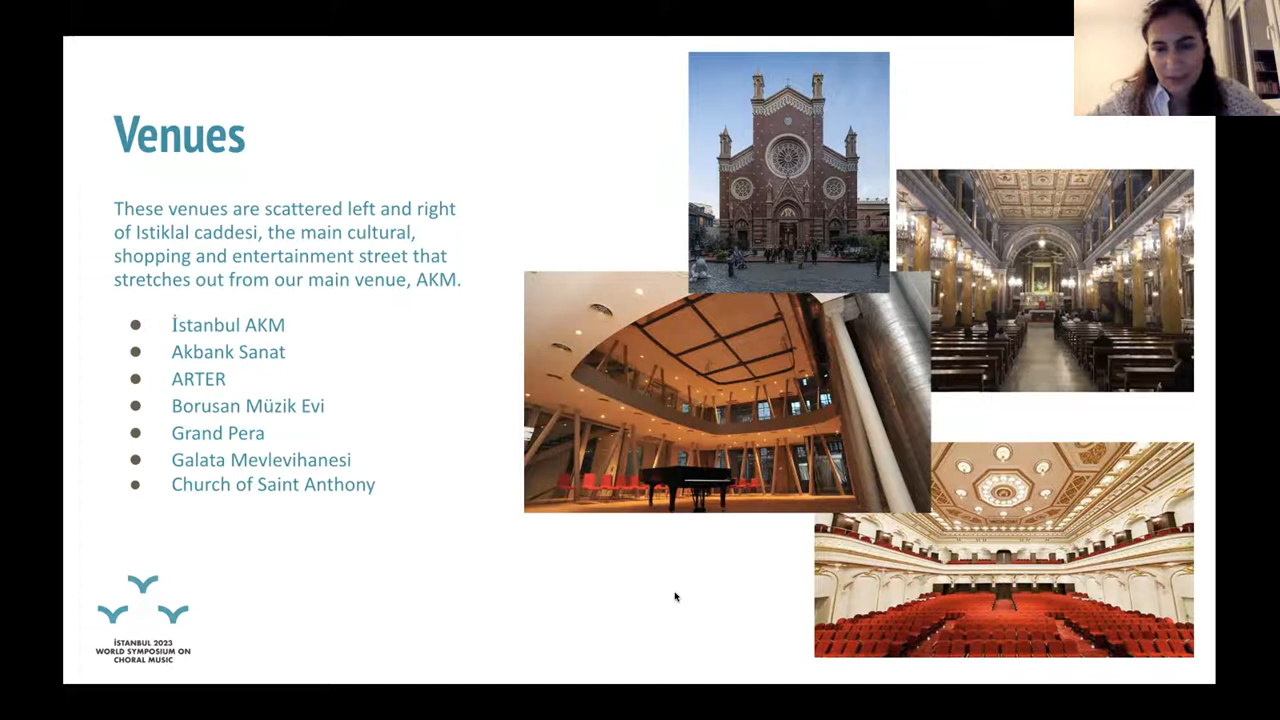 Venues
These venues are scattered left and right
of Istiklal caddesi, the main cultural,
shopping and entertainment street that
stretches out from our main venue, AKM.
● İstanbul AKM
● Akbank Sanat
● ARTER
● Borusan Müzik Evi
● Grand Pera
● Galata Mevlevihanesi
● Church of Saint Anthony
İSTANBUL 2023
WORLD SYMPOSIUM ON
CHORAL MUSIC